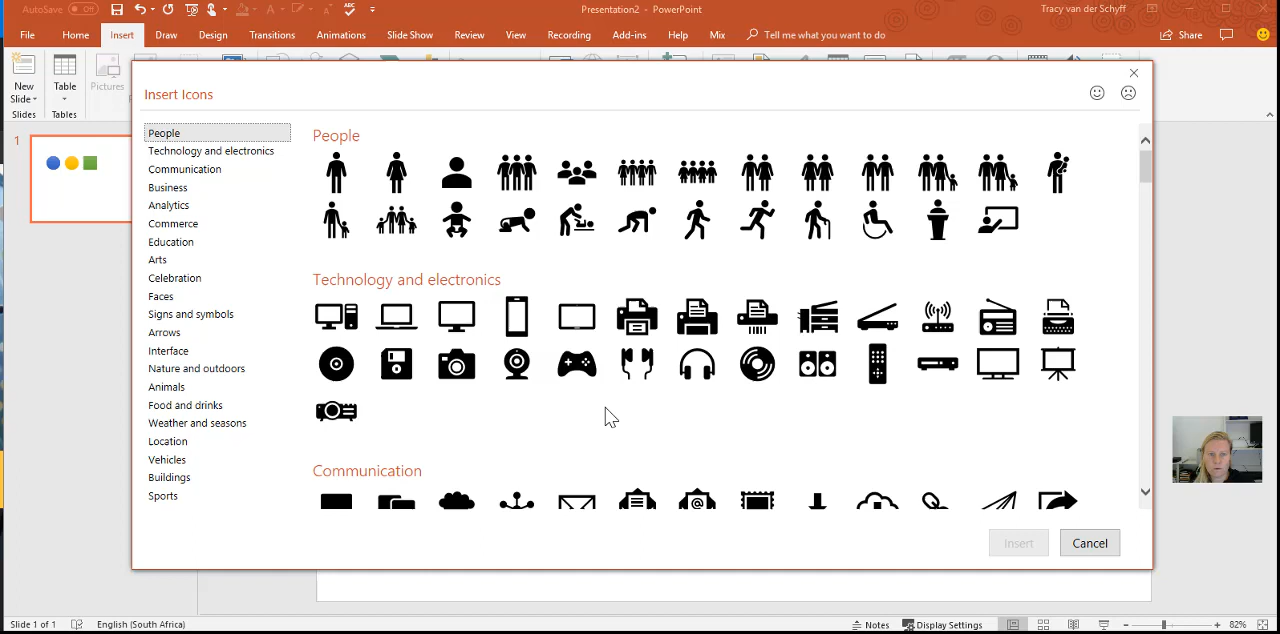 AutoSave Off
Presentation2 - PowerPoint
Tracy van der Schyff
File Home Insert Draw Design Transitions Animations Slide Show Review View Recording Add-ins Help Mix Tell me what you want to do Share
New Slide
Table
Pictures
Slides
Tables
Insert Icons
1
People
Technology and electronics
Communication
Business
Analytics
Commerce
Education
Arts
Celebration
Faces
Signs and symbols
Arrows
Interface
Nature and outdoors
Animals
Food and drinks
Weather and seasons
Location
Vehicles
Buildings
Sports
People
Technology and electronics
Communication
Insert
Cancel
Slide 1 of 1
English (South Africa)
Notes
Display Settings
82%